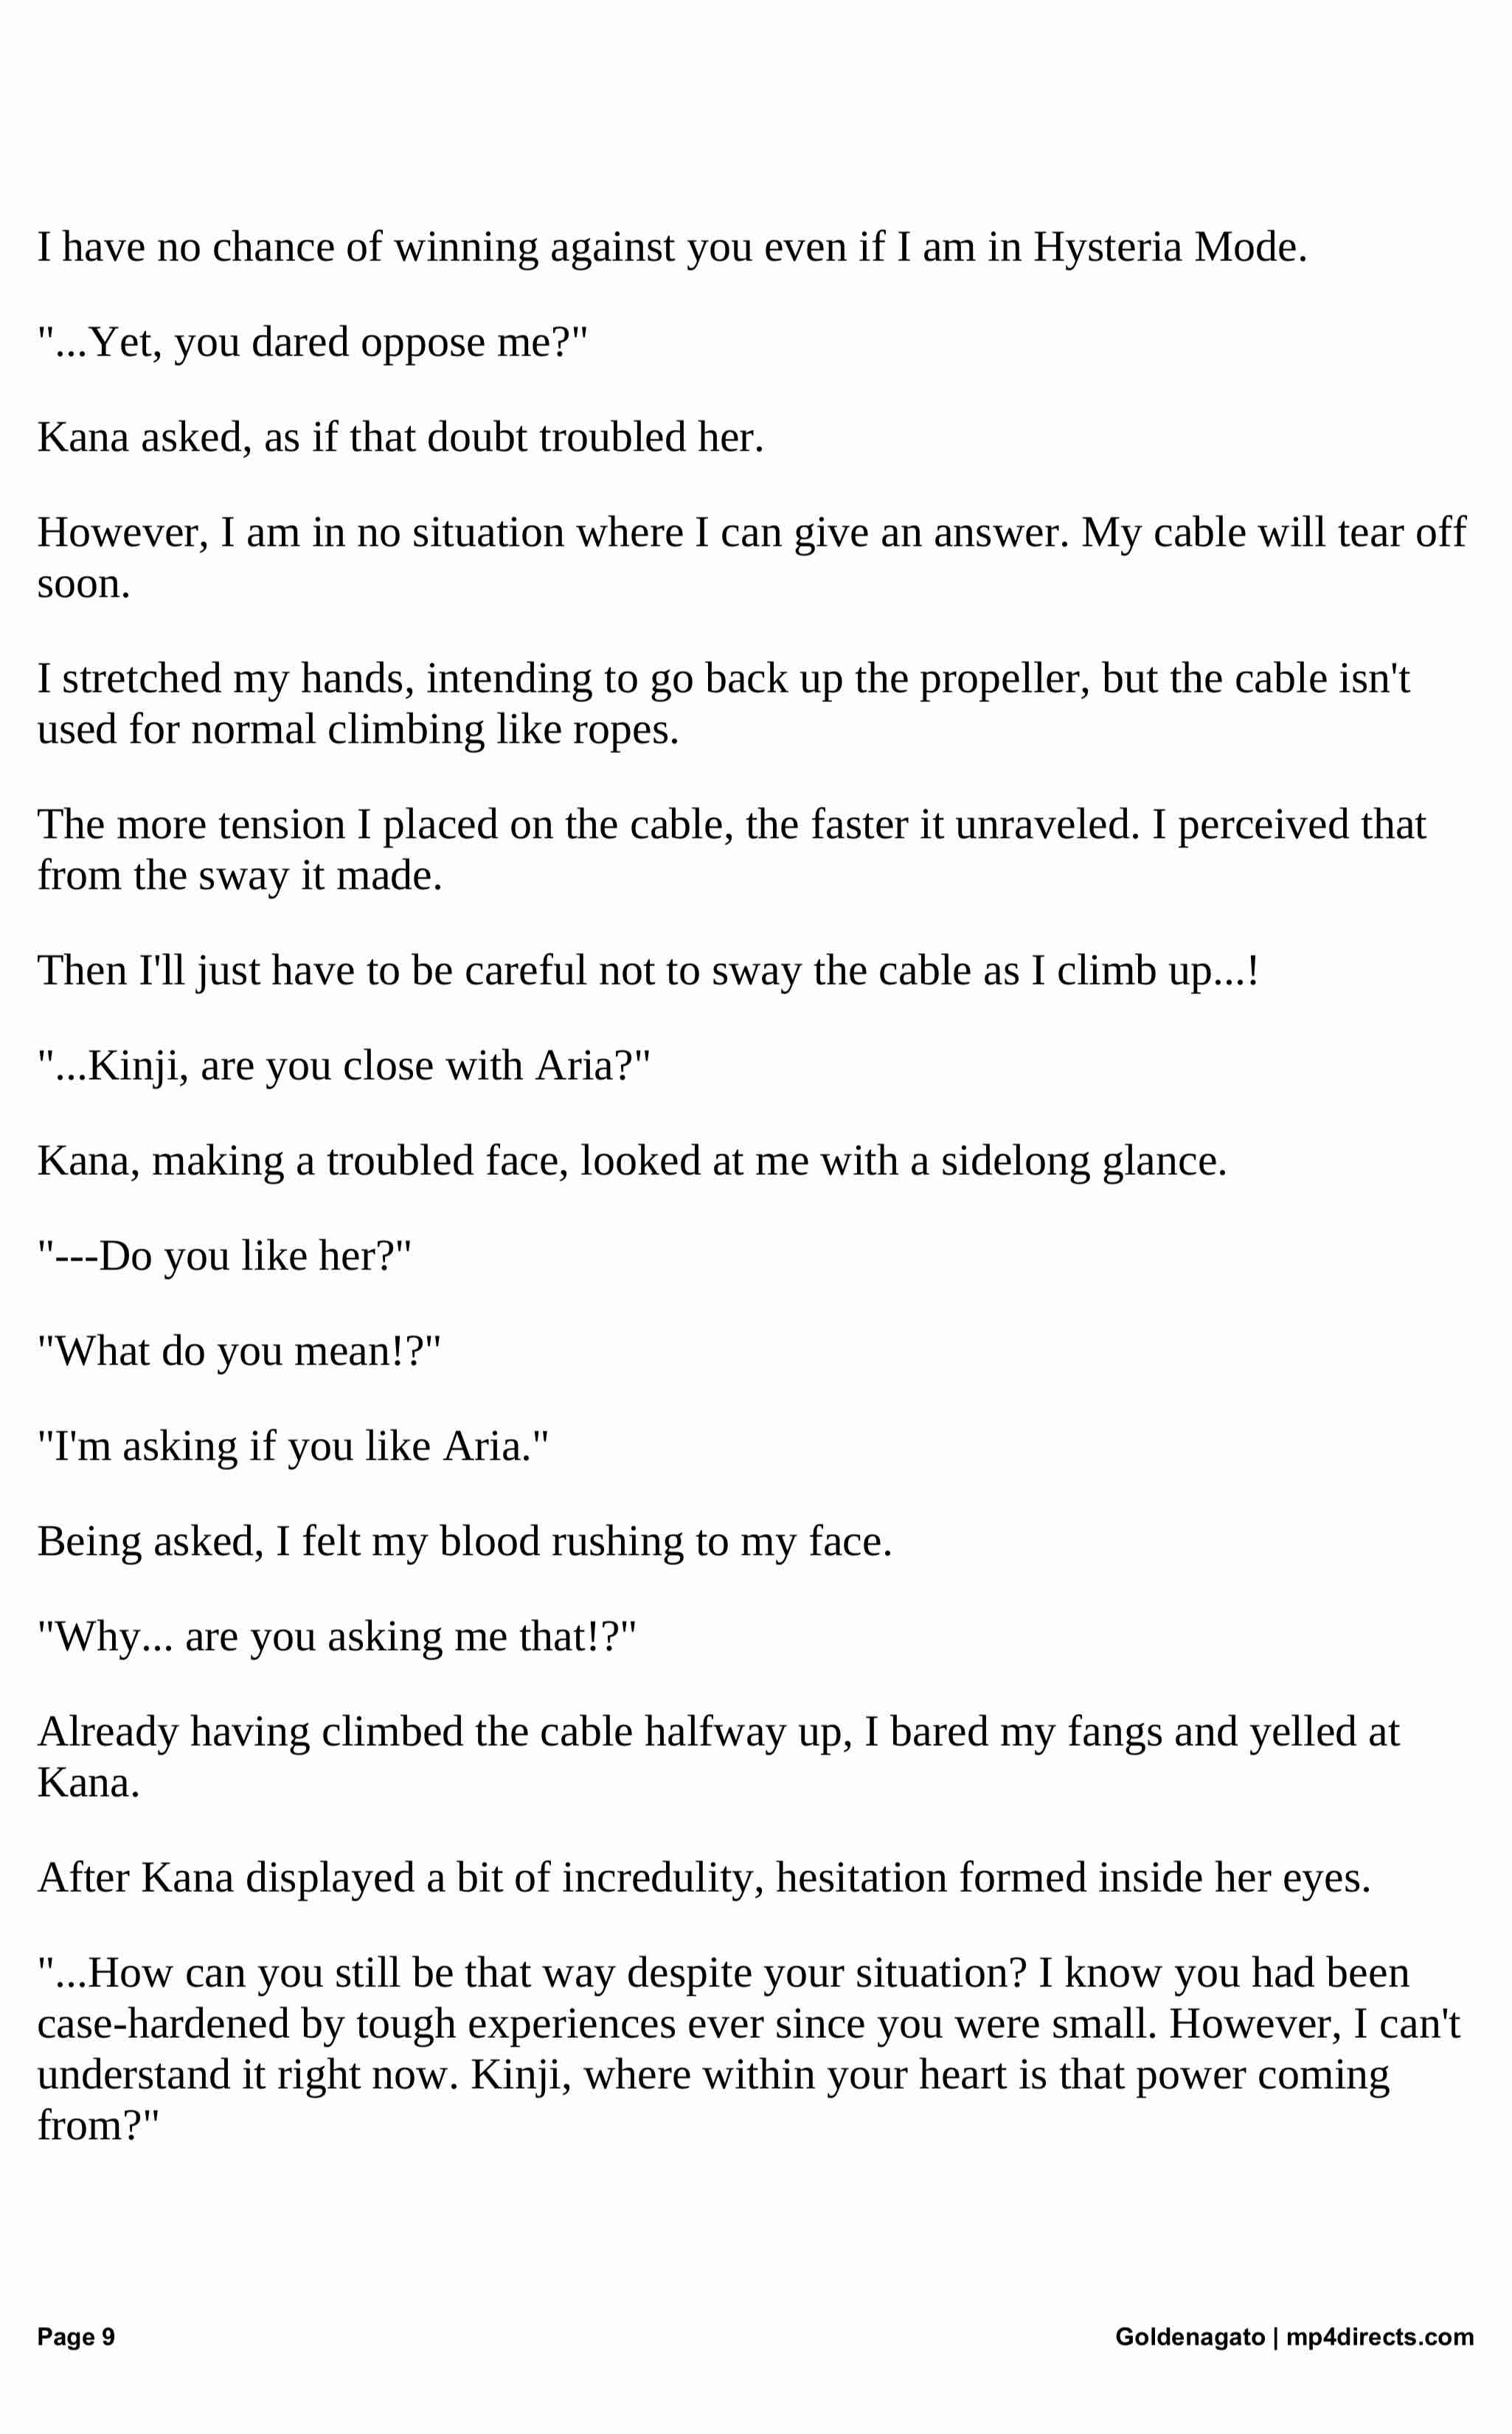 I have no chance of winning against you even if I am in Hysteria Mode.
"...Yet, you dared oppose me?"
Kana asked, as if that doubt troubled her.
However, I am in no situation where I can give an answer. My cable will tear off
soon.
I stretched my hands, intending to go back up the propeller, but the cable isn't
used for normal climbing like ropes.
The more tension I placed on the cable, the faster it unraveled. I perceived that
from the sway it made.
Then I'll just have to be careful not to sway the cable as I climb up...!
"...Kinji, are you close with Aria?"
Kana, making a troubled face, looked at me with a sidelong glance.
"---Do you like her?"
"What do you mean!?"
"I'm asking if you like Aria."
Being asked, I felt my blood rushing to my face.
"Why... are you asking me that!?"
Already having climbed the cable halfway up, I bared my fangs and yelled at
Kana.
After Kana displayed a bit of incredulity, hesitation formed inside her eyes.
"...How can you still be that way despite your situation? I know you had been
case-hardened by tough experiences ever since you were small. However, I can't
understand it right now. Kinji, where within your heart is that power coming
from?"
Page 9
Goldenagato | mp4directs.com